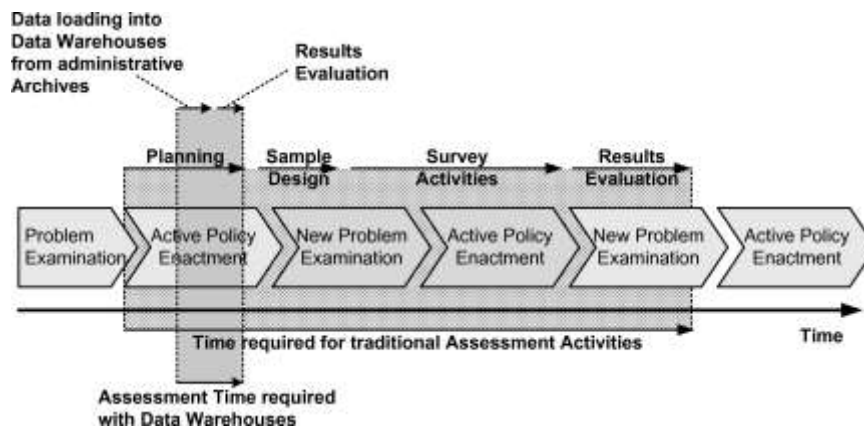 Data loading into
Data Warehouses
from administrative
Archives
Results
Evaluation
Planning
Sample
Design
Survey
Activities
Results
Evaluation
Problem
Examination
Active Policy
Enactment
New Problem
Examination
Active Policy
Enactment
New Problem
Examination
Active Policy
Enactment
Time
Time required for traditional Assessment Activities
Assessment Time required
with Data Warehouses